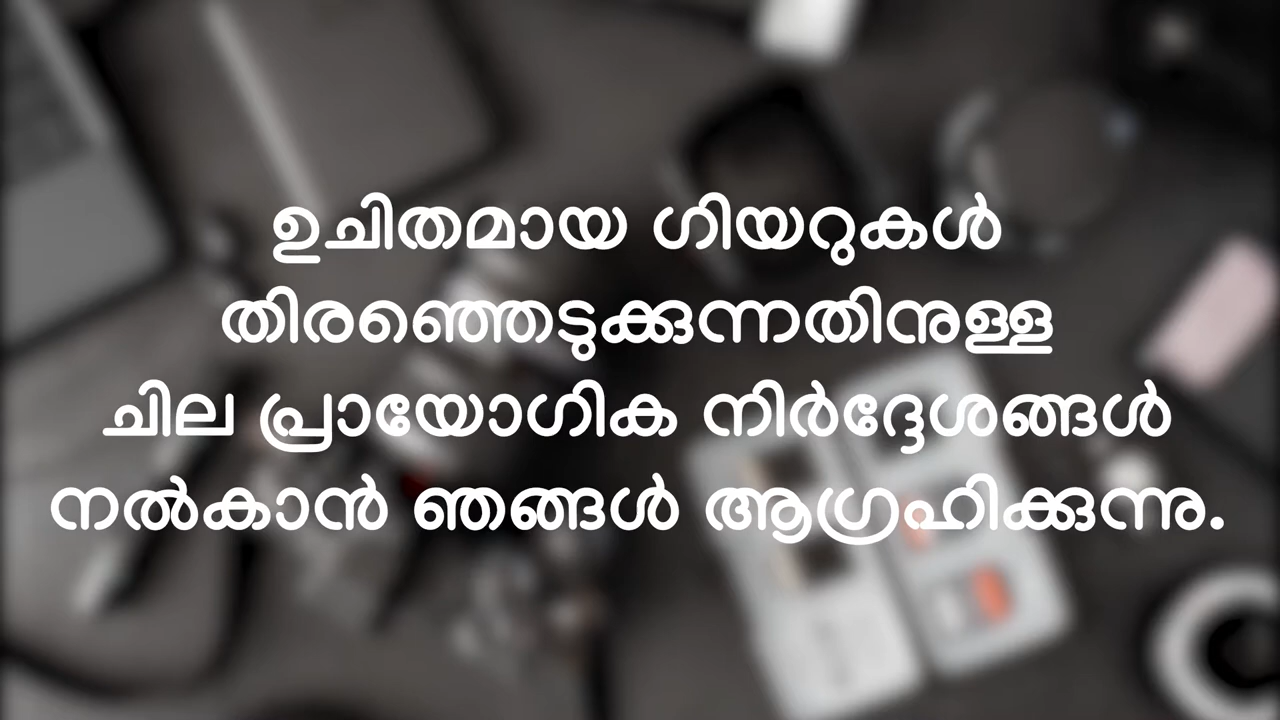 ഉചിതമായ ഗിയറുകൾ
തിരഞ്ഞെടുക്കുന്നതിനുള്ള
ചില പ്രായോഗിക നിർദ്ദേശങ്ങൾ
നൽകാൻ ഞങ്ങൾ ആഗ്രഹിക്കുന്നു.